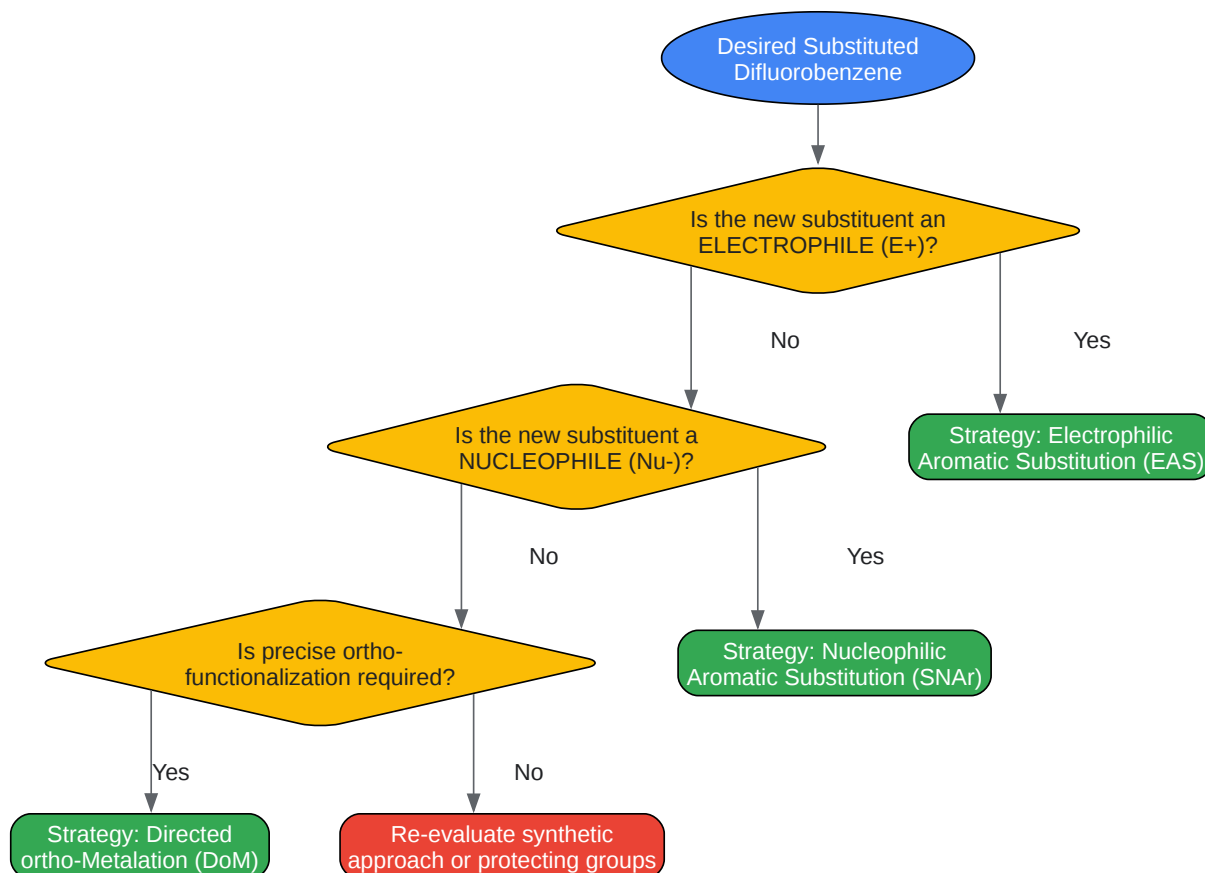 Desired Substituted
Difluorobenzene
Is the new substituent an
ELECTROPHILE (E+)?
No
Yes
Is the new substituent a
NUCLEOPHILE (Nu-)?
Strategy: Electrophilic
Aromatic Substitution (EAS)
No
Yes
Is precise ortho-
functionalization required?
Strategy: Nucleophilic
Aromatic Substitution (SNAr)
Yes
No
Strategy: Directed
ortho-Metalation (DoM)
Re-evaluate synthetic
approach or protecting groups